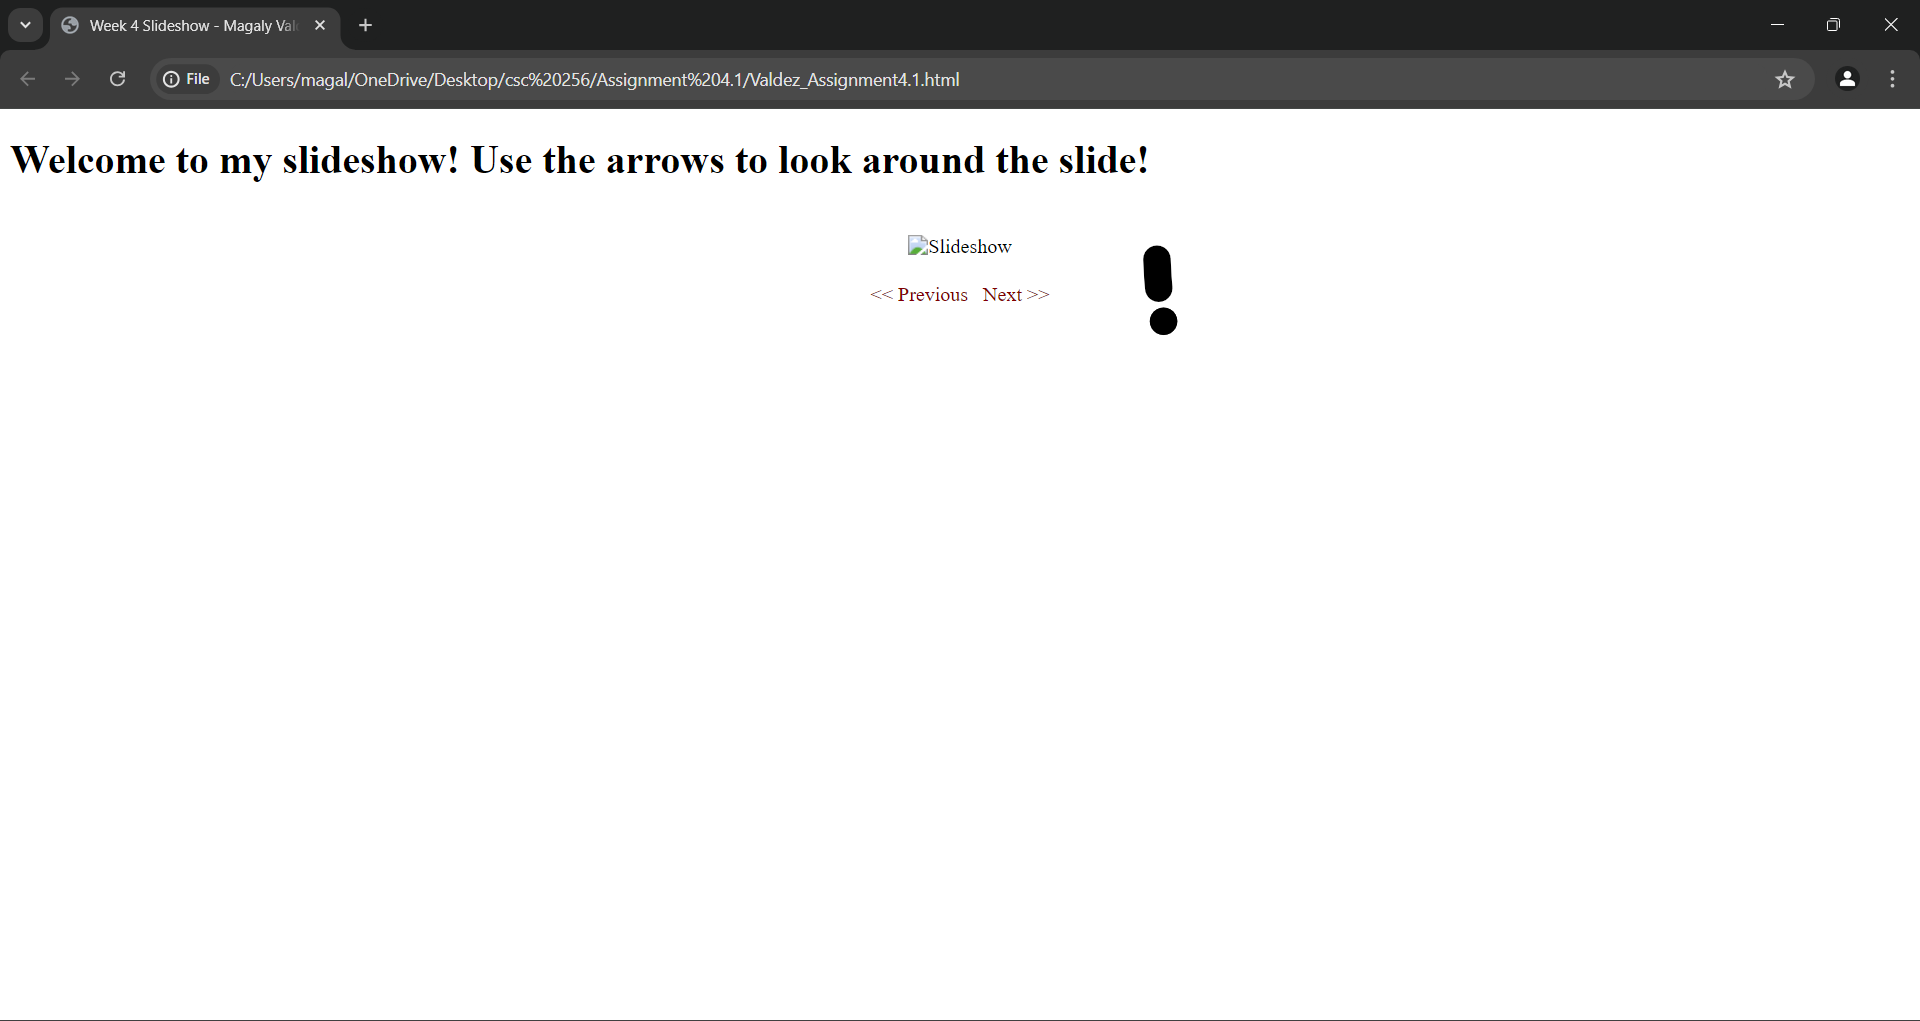 Week 4 Slideshow - Magaly Val
File C:/Users/magal/OneDrive/Desktop/csc%20256/Assignment%204.1/Valdez_Assignment4.1.html
Welcome to my slideshow! Use the arrows to look around the slide!
Slideshow
<< Previous Next >>
!